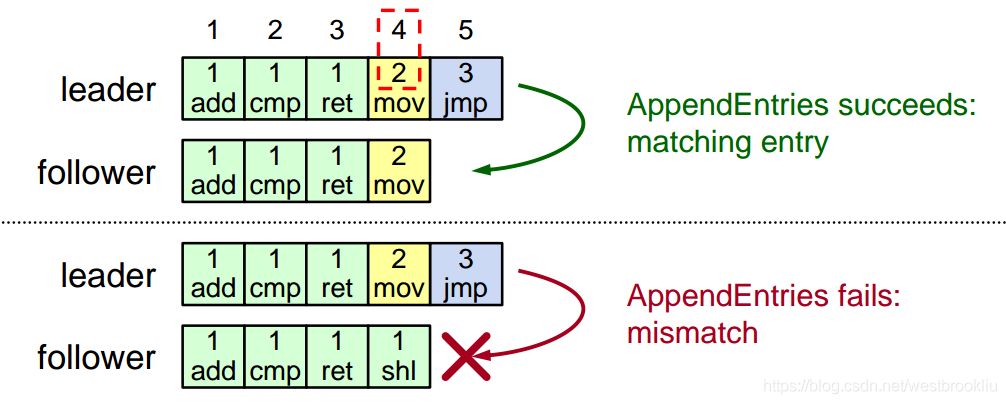 1 2 3 4 5
leader
1 1 1 2 3
add cmp ret mov jmp
AppendEntries succeeds:
matching entry
follower
1 1 1 2
add cmp ret mov
leader
1 1 1 2 3
add cmp ret mov jmp
AppendEntries fails:
mismatch
follower
1 1 1 1
add cmp ret shl
https://blog.csdn.net/westbrookliu